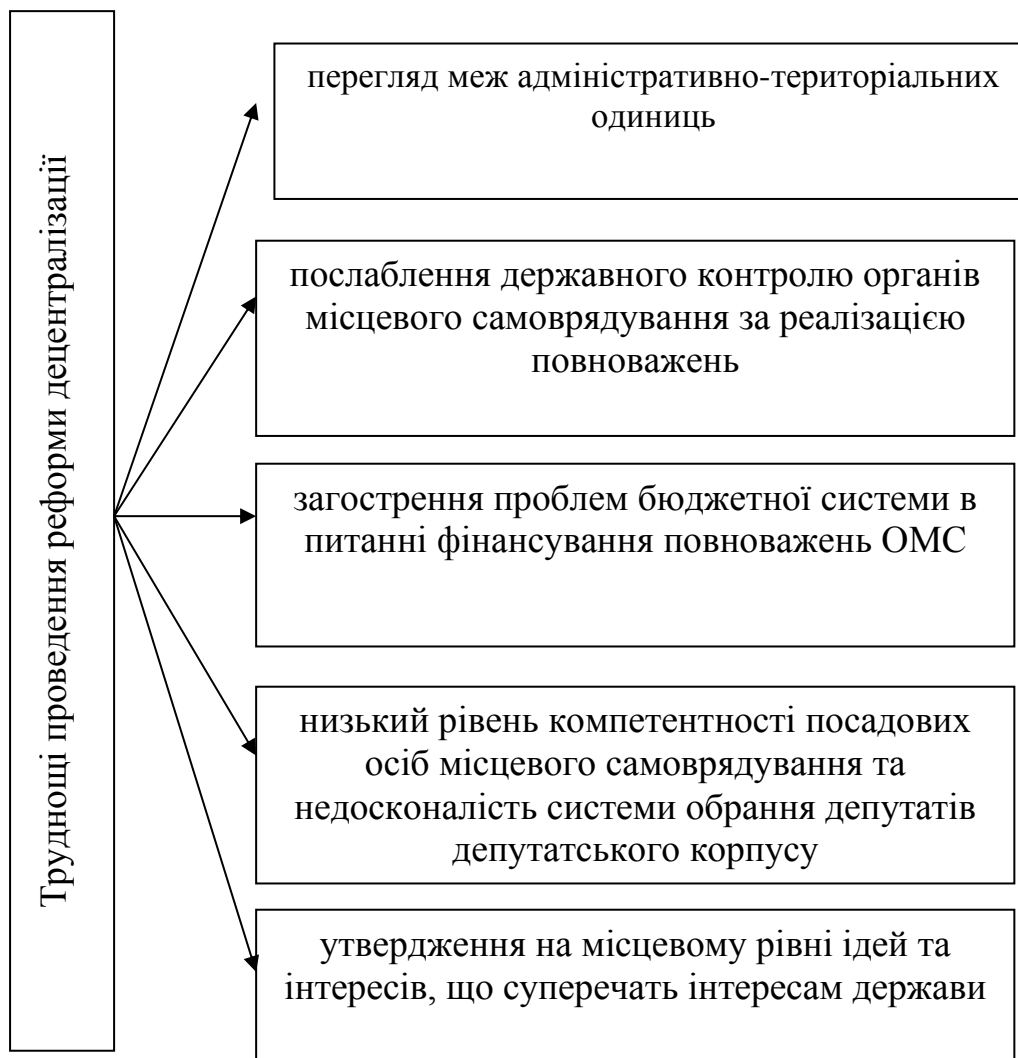 Труднощі проведення реформи децентралізації
перегляд меж адміністративно-територіальних
одиниць
послаблення державного контролю органів
місцевого самоврядування за реалізацією
повноважень
загострення проблем бюджетної системи в
питанні фінансування повноважень ОМС
низький рівень компетентності посадових
осіб місцевого самоврядування та
недосконалість системи обрання депутатів
депутатського корпусу
утвердження на місцевому рівні ідей та
інтересів, що суперечать інтересам держави